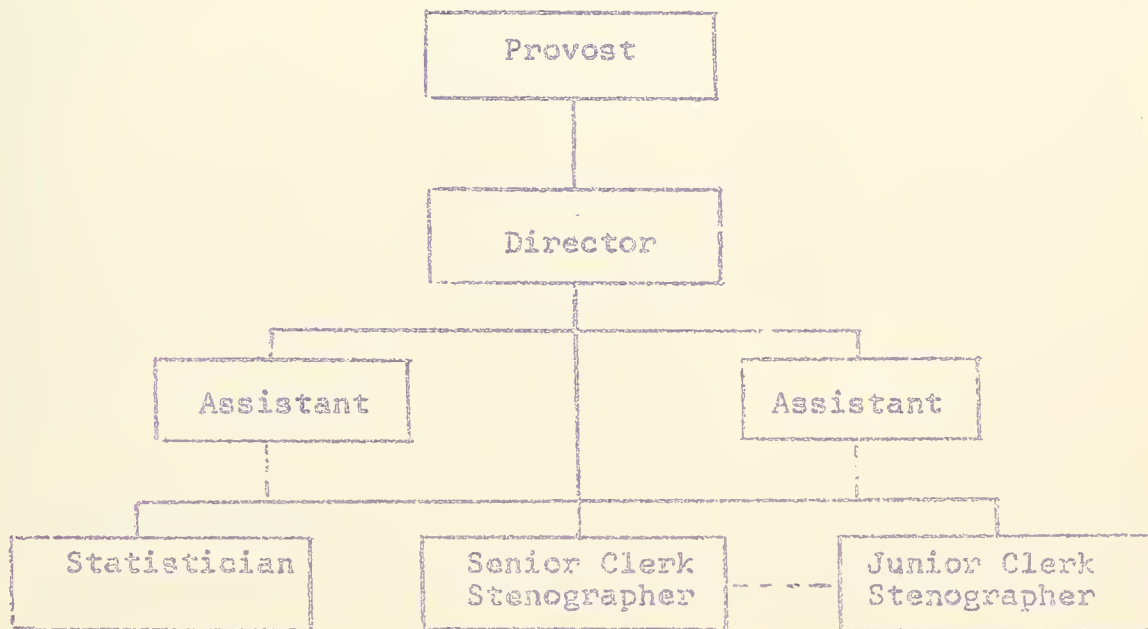 Provost
Director
Assistant
Assistant
Statistician
Senior Clerk
Stenographer
Junior Clerk
Stenographer